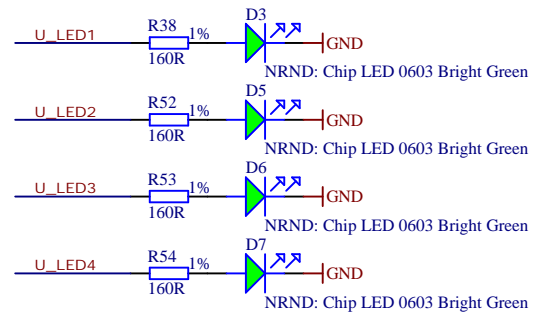 R38 D3
U_LED1 1% GND
160R NRND: Chip LED 0603 Bright Green
R52 D5
U_LED2 1% GND
160R NRND: Chip LED 0603 Bright Green
R53 D6
U_LED3 1% GND
160R NRND: Chip LED 0603 Bright Green
R54 D7
U_LED4 1% GND
160R NRND: Chip LED 0603 Bright Green